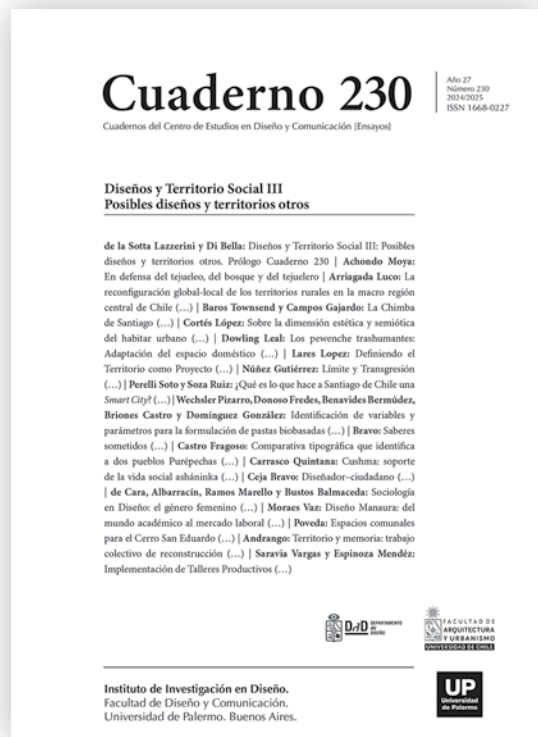 Cuaderno 230
Año 27
Número 230
2024/2025
ISSN 1668-0227
Cuadernos del Centro de Estudios en Diseño y Comunicación [Ensayos]
Diseños y Territorio Social III
Posibles diseños y territorios otros
de la Sotta Lazzerini y Di Bella: Diseños y Territorio Social III: Posibles
diseños y territorios otros. Prólogo Cuaderno 230 | Achondo Moya:
En defensa del tejueleo, del bosque y del tejuelero | Arriagada Luco: La
reconfiguración global-local de los territorios rurales en la macro región
central de Chile (…) | Baros Townsend y Campos Gajardo: La Chimba
de Santiago (…) | Cortés López: Sobre la dimensión estética y semiótica
del habitar urbano (…) | Dowling Leal: Los pewenche trashumantes:
Adaptación del espacio doméstico (…) | Lares Lopez: Definiendo el
Territorio como Proyecto (…) | Núñez Gutiérrez: Límite y Transgresión
(…) | Perelli Soto y Soza Ruiz: ¿Qué es lo que hace a Santiago de Chile una
Smart City? (…) | Wechsler Pizarro, Donoso Fredes, Benavides Bermúdez,
Briones Castro y Domínguez González: Identificación de variables y
parámetros para la formulación de pastas biobasadas (…) | Bravo: Saberes
sometidos (…) | Castro Fragoso: Comparativa tipográfica que identifica
a dos pueblos Purépechas (…) | Carrasco Quintana: Cushma: soporte
de la vida social asháninka (…) | Ceja Bravo: Diseñador–ciudadano (…)
| de Cara, Albarracín, Ramos Marello y Bustos Balmaceda: Sociología
en Diseño: el género femenino (…) | Moraes Vaz: Diseño Manaura: del
mundo académico al mercado laboral (…) | Poveda: Espacios comunales
para el Cerro San Eduardo (…) | Andrango: Territorio y memoria: trabajo
colectivo de reconstrucción (…) | Saravia Vargas y Espinoza Mendéz:
Implementación de Talleres Productivos (…)
DAD
DEPARTAMENTO
de
DISEÑO
FACULTAD DE
ARQUITECTURA
Y URBANISMO
UNIVERSIDAD DE CHILE
Instituto de Investigación en Diseño.
Facultad de Diseño y Comunicación.
Universidad de Palermo. Buenos Aires.
UP
Universidad
de Palermo